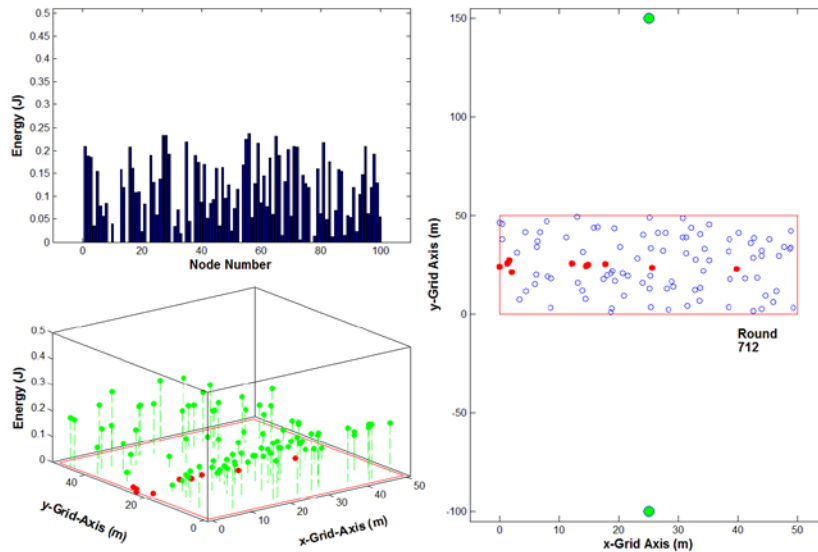 0.5
0.45
0.4
0.35
0.3
0.25
0.2
0.15
0.1
0.05
0
Energy (J)
0 20 40 60 80 100
Node Number
0.5
0.4
0.3
0.2
0.1
0
Energy (J)
40
20
0
y-Grid-Axis (m)
0 10 20 30 40 50
x-Grid-Axis (m)
150
100
50
0
-50
-100
y-Grid Axis (m)
Round
712
0 10 20 30 40 50
x-Grid Axis (m)